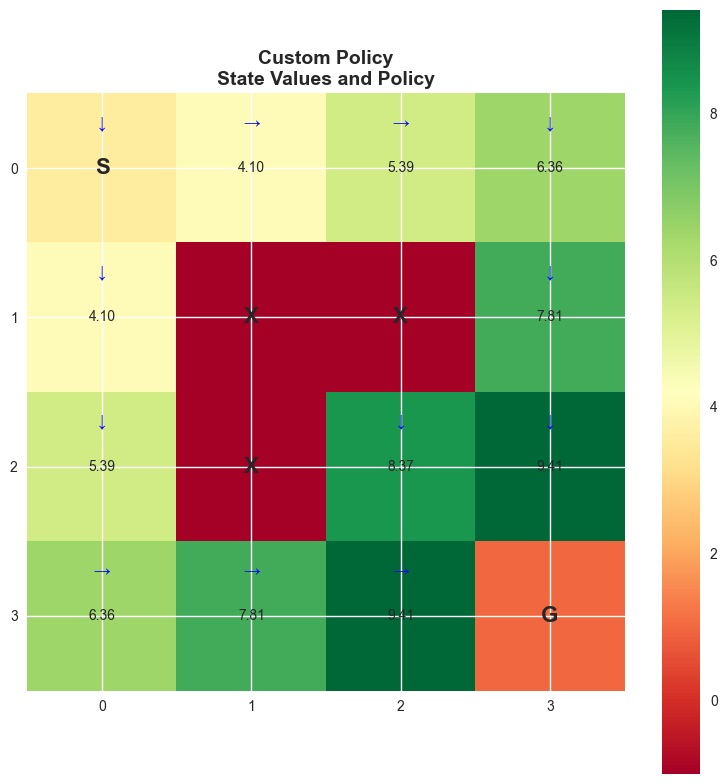 Custom Policy
State Values and Policy
↓ → → ↓
0 S 4.10 5.39 6.36 8
↓ ↓
6
1 4.10 X X 7.81
4
↓ ↓ ↓
2 5.39 X 8.37 9.41
2
→ → →
3 6.36 7.81 9.41 G
0
0 1 2 3